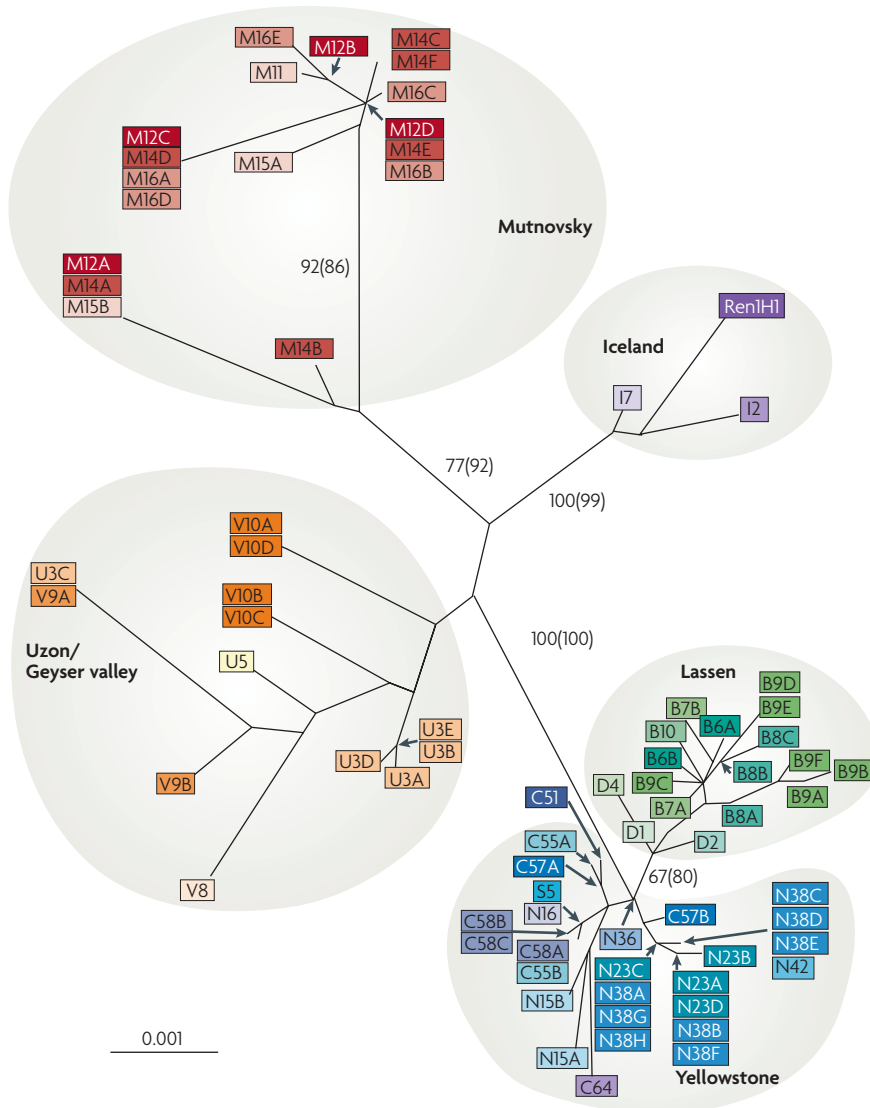 M16E
M12B
M14C
M14F
M11
M16C
M12C
M14D
M16A
M16D
M12D
M14E
M16B
M15A
Mutnovsky
92(86)
M12A
M14A
M15B
M14B
Ren1H1
Iceland
I7
I2
77(92)
100(99)
V10A
V10D
U3C
V9A
V10B
V10C
Uzon/
Geyser valley
U5
U3E
U3B
U3D
U3A
V9B
V8
100(100)
Lassen
B9D
B9E
B7B
B6A
B10
B8C
B6B
B8B
B9F
B9B
B9C
B9A
D4
B7A
B8A
D1
D2
C51
C55A
C57A
67(80)
S5
N16
C58B
C58C
C58A
C55B
N36
C57B
N38C
N38D
N38E
N42
N23B
N15B
N23C
N38A
N38G
N38H
N23A
N23D
N38B
N38F
N15A
C64
Yellowstone
0.001